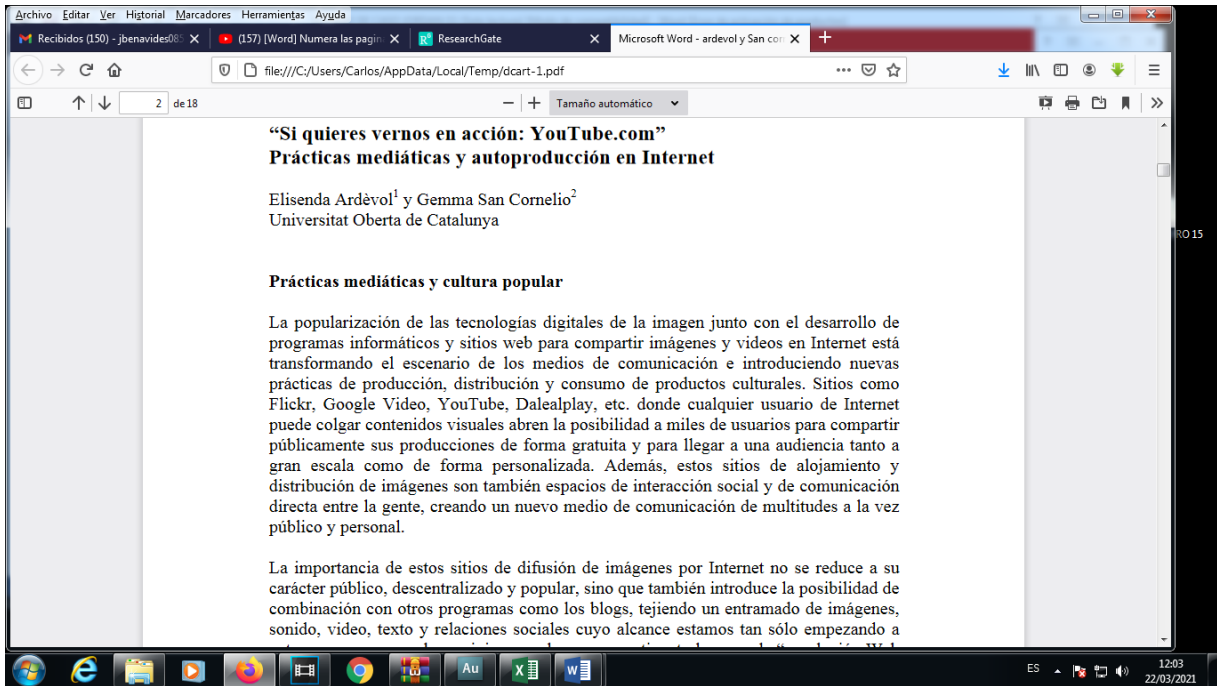 Archivo Editar Ver Historial Marcadores Herramientas Ayuda
Recibidos (150) - jbenavides085
(157) [Word] Numera las pagin
ResearchGate
Microsoft Word - ardevol y San con
file:///C:/Users/Carlos/AppData/Local/Temp/dcart-1.pdf
2 de 18
Tamaño automático
“Si quieres vernos en acción: YouTube.com”
Prácticas mediáticas y autoproducción en Internet
Elisenda Ardèvol1 y Gemma San Cornelio2
Universitat Oberta de Catalunya
Prácticas mediáticas y cultura popular
La popularización de las tecnologías digitales de la imagen junto con el desarrollo de
programas informáticos y sitios web para compartir imágenes y videos en Internet está
transformando el escenario de los medios de comunicación e introduciendo nuevas
prácticas de producción, distribución y consumo de productos culturales. Sitios como
Flickr, Google Video, YouTube, Dalealplay, etc. donde cualquier usuario de Internet
puede colgar contenidos visuales abren la posibilidad a miles de usuarios para compartir
públicamente sus producciones de forma gratuita y para llegar a una audiencia tanto a
gran escala como de forma personalizada. Además, estos sitios de alojamiento y
distribución de imágenes son también espacios de interacción social y de comunicación
directa entre la gente, creando un nuevo medio de comunicación de multitudes a la vez
público y personal.
La importancia de estos sitios de difusión de imágenes por Internet no se reduce a su
carácter público, descentralizado y popular, sino que también introduce la posibilidad de
combinación con otros programas como los blogs, tejiendo un entramado de imágenes,
sonido, video, texto y relaciones sociales cuyo alcance estamos tan sólo empezando a
RO 15
Au
ES
12:03
22/03/2021